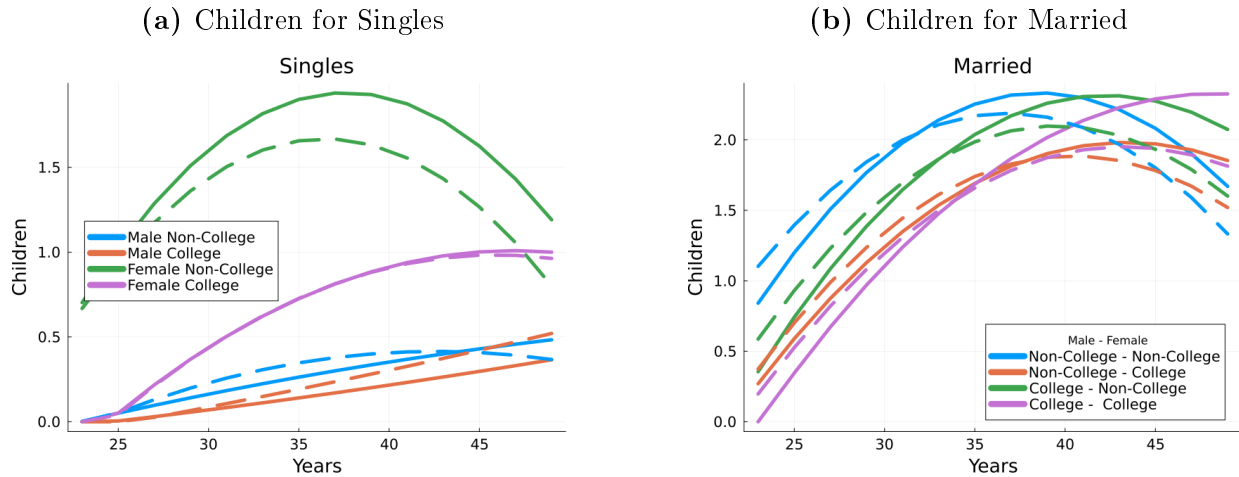 (a) Children for Singles
Singles
Children
1.5
1.0
0.5
0.0
Male Non-College
Male College
Female Non-College
Female College
25 30 35 40 45
Years
(b) Children for Married
Married
Children
2.0
1.5
1.0
0.5
0.0
Male - Female
Non-College - Non-College
Non-College - College
College - Non-College
College - College
25 30 35 40 45
Years